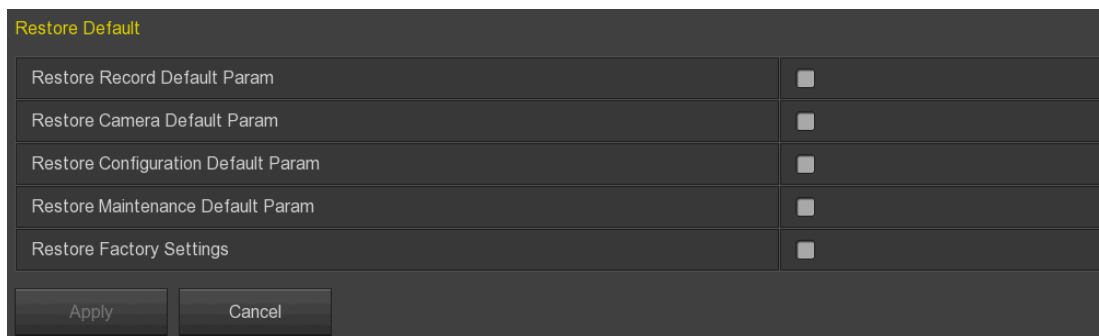 Restore Default
Restore Record Default Param
Restore Camera Default Param
Restore Configuration Default Param
Restore Maintenance Default Param
Restore Factory Settings
Apply Cancel